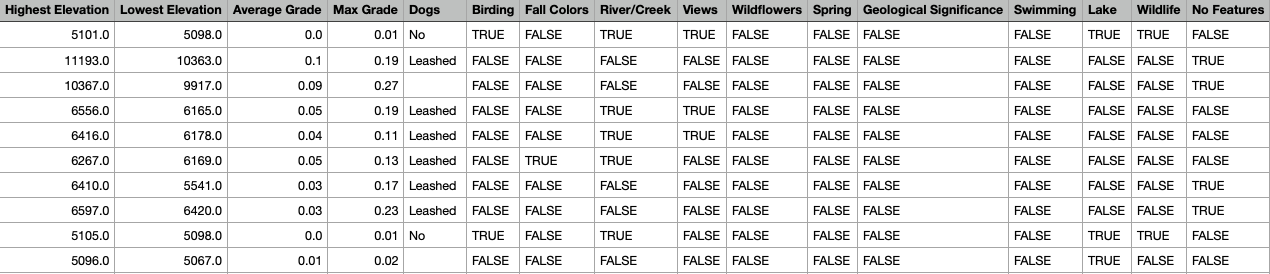 Highest Elevation Lowest Elevation Average Grade Max Grade Dogs Birding Fall Colors River/Creek Views Wildflowers Spring Geological Significance Swimming Lake Wildlife No Features
5101.0 5098.0 0.0 0.01 No TRUE FALSE TRUE TRUE FALSE FALSE FALSE FALSE TRUE TRUE FALSE
11193.0 10363.0 0.1 0.19 Leashed FALSE FALSE FALSE FALSE FALSE FALSE FALSE FALSE FALSE FALSE TRUE
10367.0 9917.0 0.09 0.27 FALSE FALSE FALSE FALSE FALSE FALSE FALSE FALSE FALSE FALSE TRUE
6556.0 6165.0 0.05 0.19 Leashed FALSE FALSE TRUE TRUE FALSE FALSE FALSE FALSE FALSE FALSE FALSE
6416.0 6178.0 0.04 0.11 Leashed FALSE FALSE TRUE TRUE FALSE FALSE FALSE FALSE FALSE FALSE FALSE
6267.0 6169.0 0.05 0.13 Leashed FALSE TRUE TRUE FALSE FALSE FALSE FALSE FALSE FALSE FALSE FALSE
6410.0 5541.0 0.03 0.17 Leashed FALSE FALSE FALSE FALSE FALSE FALSE FALSE FALSE FALSE FALSE TRUE
6597.0 6420.0 0.03 0.23 Leashed FALSE FALSE FALSE FALSE FALSE FALSE FALSE FALSE FALSE FALSE TRUE
5105.0 5098.0 0.0 0.01 No TRUE FALSE TRUE FALSE FALSE FALSE FALSE FALSE TRUE TRUE FALSE
5096.0 5067.0 0.01 0.02 FALSE FALSE FALSE FALSE FALSE FALSE FALSE FALSE TRUE FALSE FALSE